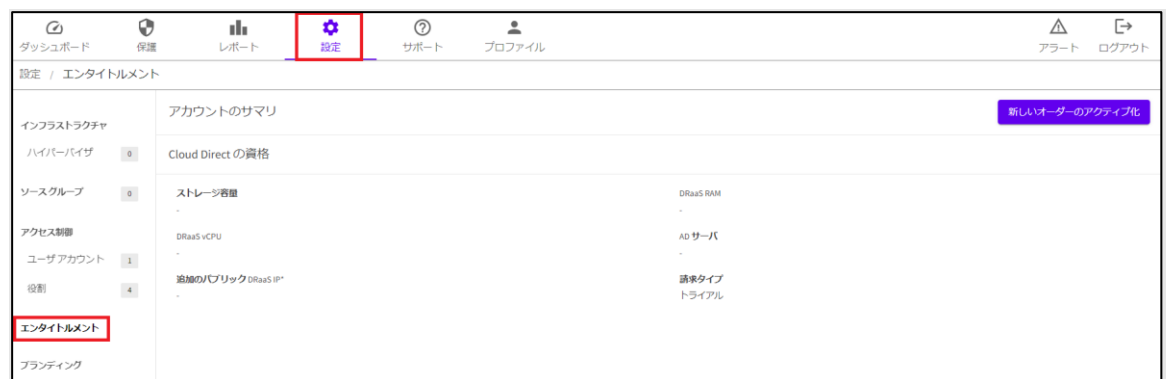 ダッシュボード 保護 レポート 設定 サポート プロファイル アラート ログアウト
設定 / エンタイトルメント
インフラストラクチャ
ハイパーバイザ 0
ソースグループ 0
アクセス制御
ユーザアカウント 1
役割 4
エンタイトルメント
ブランディング
アカウントのサマリ
新しいオーダーのアクティブ化
Cloud Direct の資格
ストレージ容量
-
DRaaS RAM
-
DRaaS vCPU
-
AD サーバ
-
追加のパブリック DRaaS IP*
-
請求タイプ
トライアル